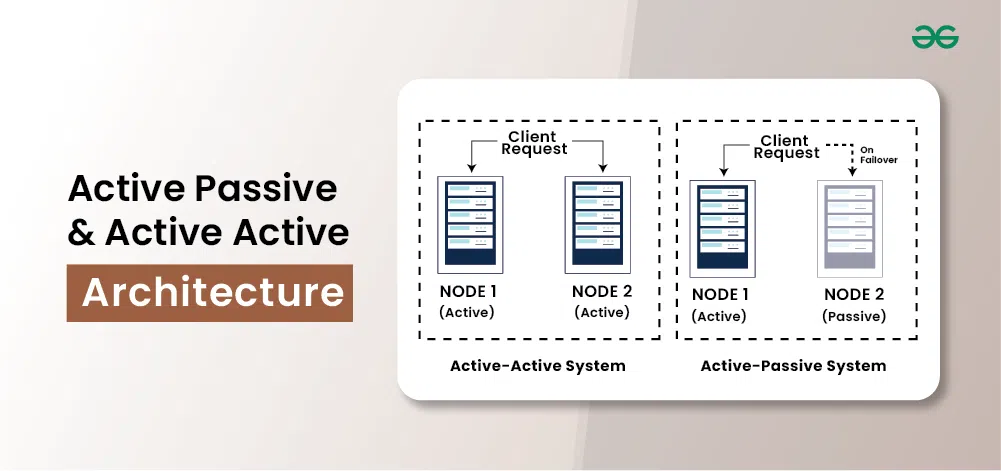 Active Passive
& Active Active
Architecture
Client
Request
NODE 1
(Active)
NODE 2
(Active)
Active-Active System
Client
Request
On
Failover
NODE 1
(Active)
NODE 2
(Passive)
Active-Passive System